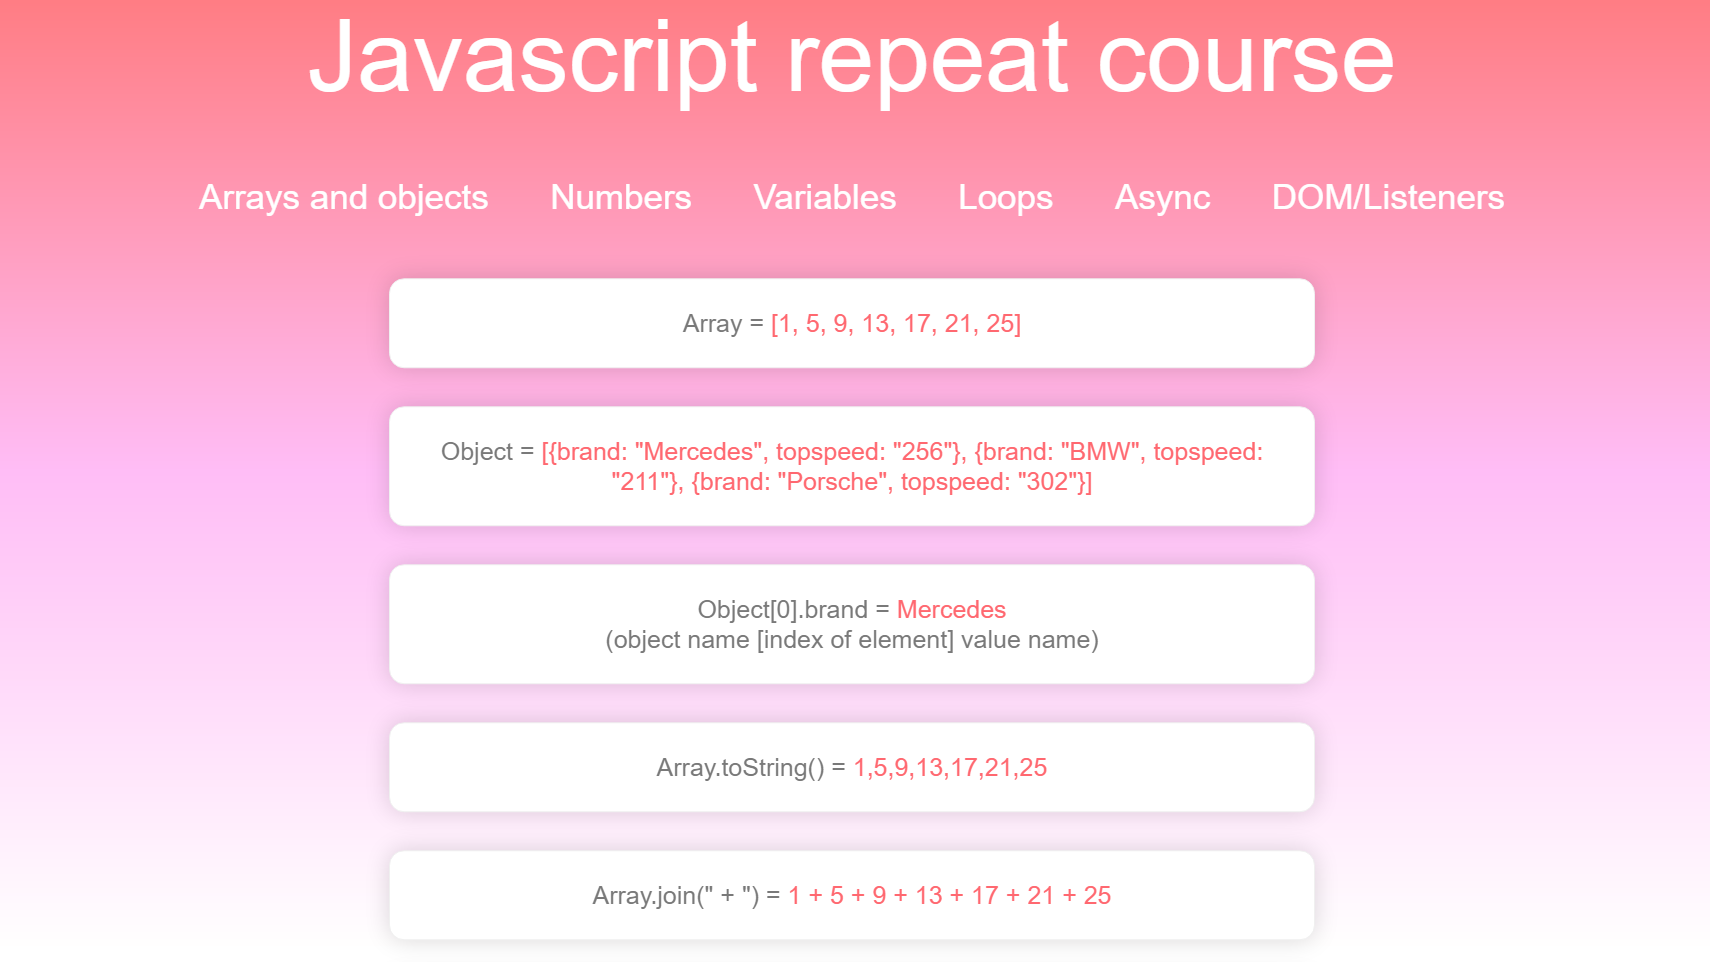 Javascript repeat course
Arrays and objects Numbers Variables Loops Async DOM/Listeners
Array = [1, 5, 9, 13, 17, 21, 25]
Object = [{brand: "Mercedes", topspeed: "256"}, {brand: "BMW", topspeed:
"211"}, {brand: "Porsche", topspeed: "302"}]
Object[0].brand = Mercedes
(object name [index of element] value name)
Array.toString() = 1,5,9,13,17,21,25
Array.join(" + ") = 1 + 5 + 9 + 13 + 17 + 21 + 25